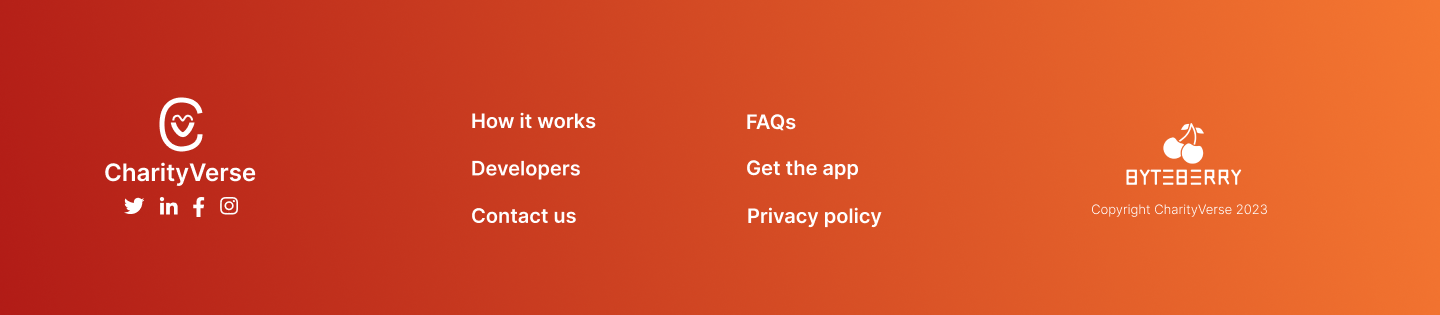 CharityVerse
How it works
Developers
Contact us
FAQs
Get the app
Privacy policy
BYTEBERRY
Copyright CharityVerse 2023